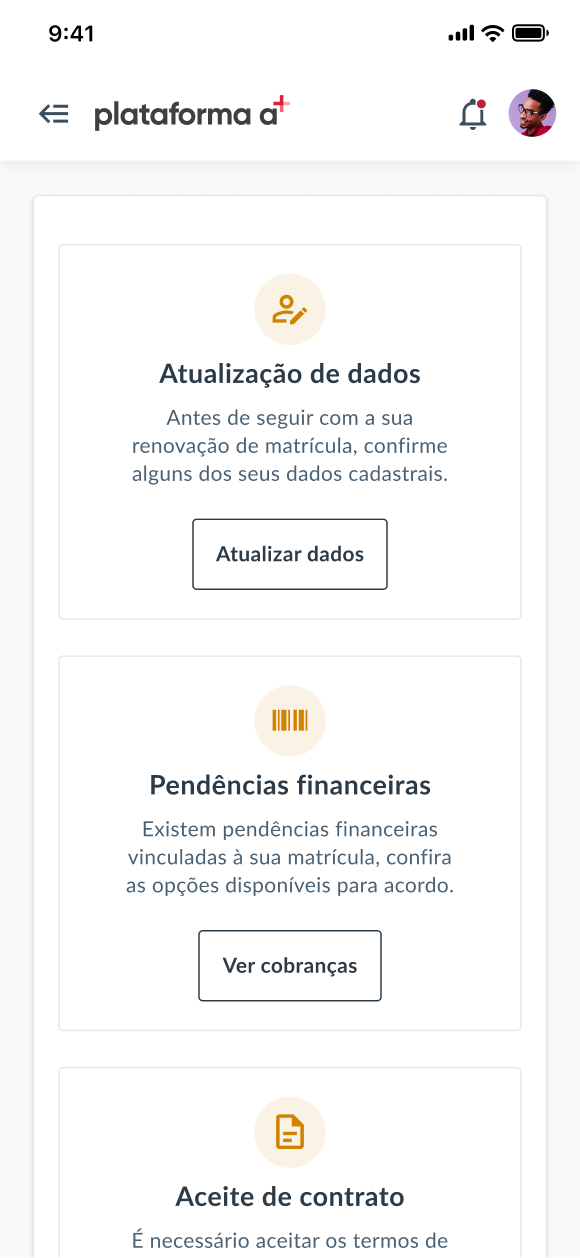 9:41
plataforma a+
Atualização de dados
Antes de seguir com a sua
renovação de matrícula, confirme
alguns dos seus dados cadastrais.
Atualizar dados
Pendências financeiras
Existem pendências financeiras
vinculadas à sua matrícula, confira
as opções disponíveis para acordo.
Ver cobranças
Aceite de contrato
É necessário aceitar os termos de